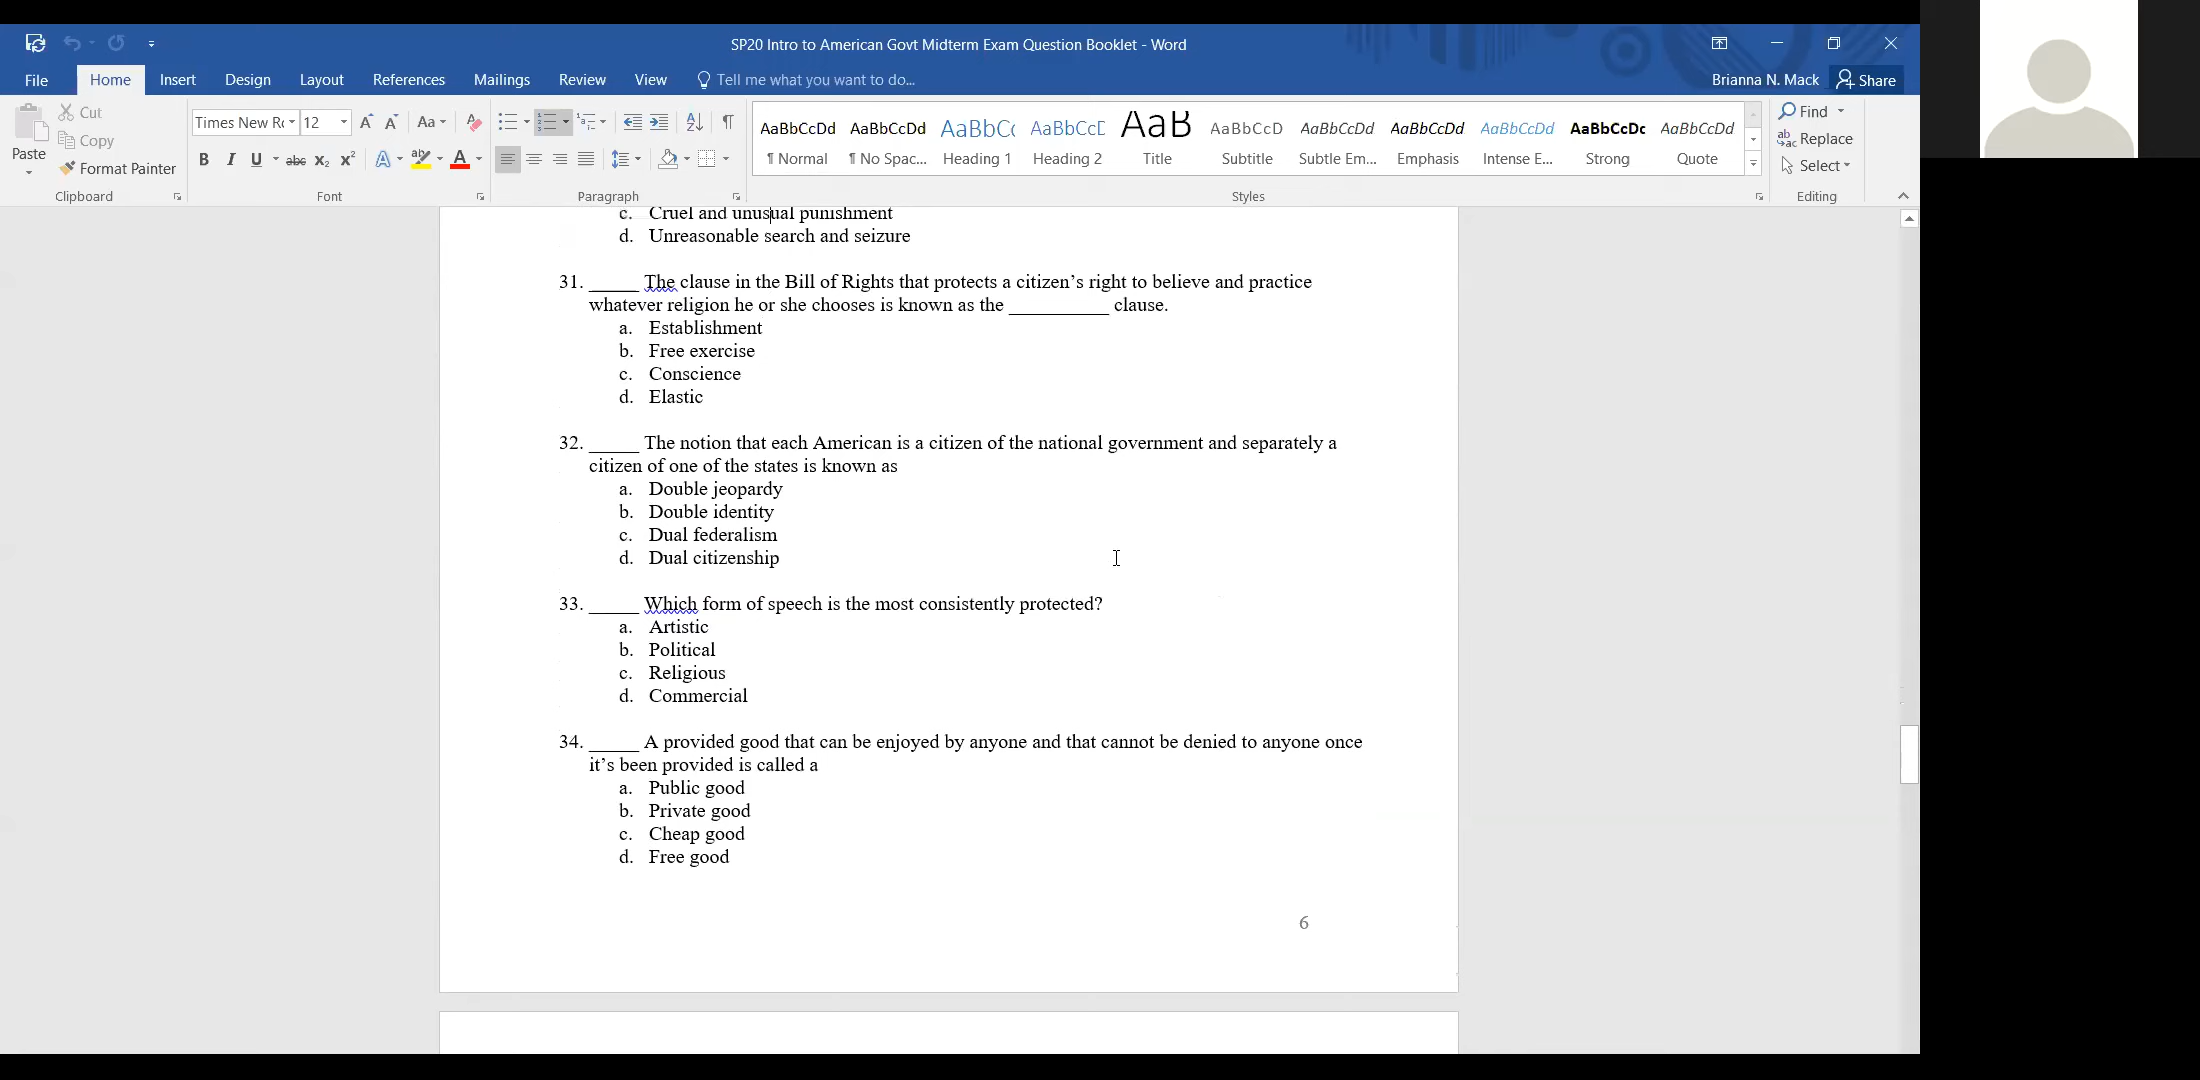 SP20 Intro to American Govt Midterm Exam Question Booklet - Word
File Home Insert Design Layout References Mailings Review View Tell me what you want to do... Brianna N. Mack Share
Paste
Cut
Copy
Format Painter
Clipboard
Times New Ro 12
Aa
B I U abc X₂ X²
Font
Paragraph
AaBbCcDd AaBbCcDd AaBbC AaBbCcD AaB AaBbCcD AaBbCcDd AaBbCcDd AaBbCcDd AaBbCcDc AaBbCcDd
¶ Normal ¶ No Spac... Heading 1 Heading 2 Title Subtitle Subtle Em... Emphasis Intense E... Strong Quote
Styles
Find
Replace
Select
Editing
c. Cruel and unusual punishment
d. Unreasonable search and seizure
31. _____ The clause in the Bill of Rights that protects a citizen’s right to believe and practice
whatever religion he or she chooses is known as the __________ clause.
a. Establishment
b. Free exercise
c. Conscience
d. Elastic
32. _____ The notion that each American is a citizen of the national government and separately a
citizen of one of the states is known as
a. Double jeopardy
b. Double identity
c. Dual federalism
d. Dual citizenship
33. _____ Which form of speech is the most consistently protected?
a. Artistic
b. Political
c. Religious
d. Commercial
34. _____ A provided good that can be enjoyed by anyone and that cannot be denied to anyone once
it’s been provided is called a
a. Public good
b. Private good
c. Cheap good
d. Free good
6